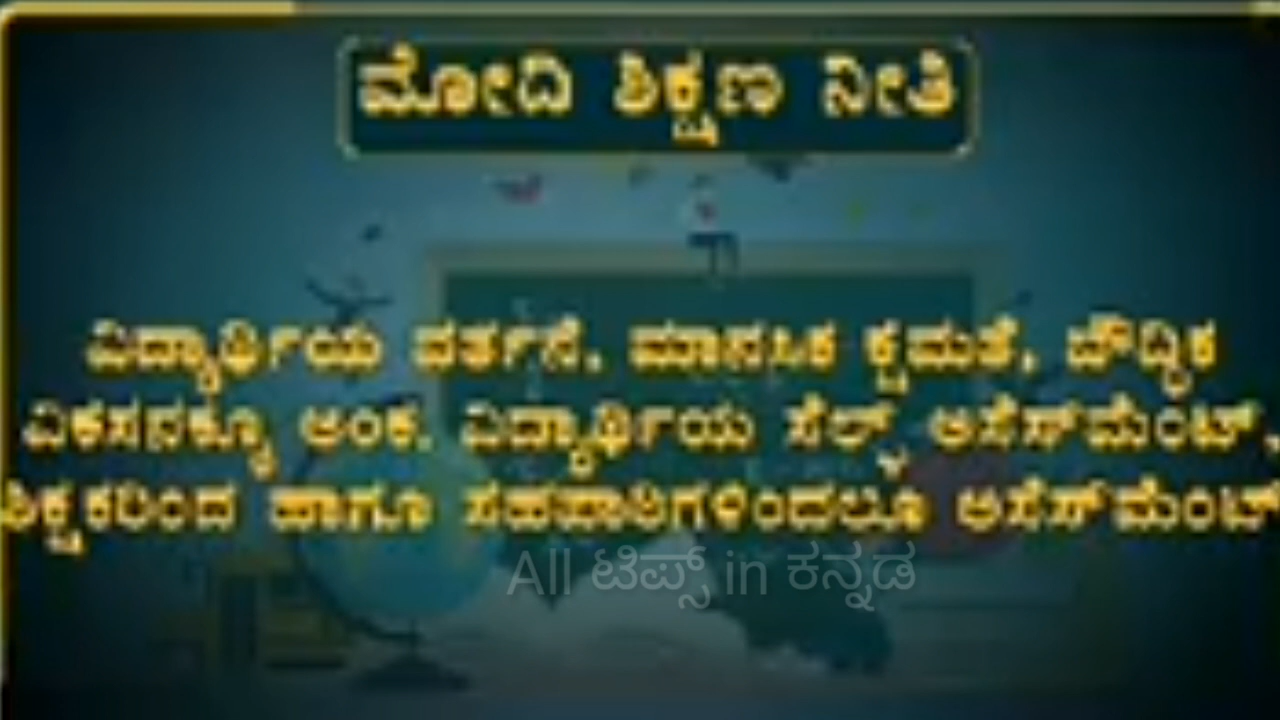 ಮೋದಿ ಶಿಕ್ಷಣ ನೀತಿ
ವಿದ್ಯಾರ್ಥಿಯ ವರ್ತನೆ, ಮಾನಸಿಕ ಕ್ಷಮತೆ, ಬೌದ್ಧಿಕ
ವಿಕಸನಕ್ಕೂ ಅಂಕ. ವಿದ್ಯಾರ್ಥಿಯ ಸೆಲ್ಫ್ ಅಸೆಸ್‌ಮೆಂಟ್,
ಶಿಕ್ಷಕರಿಂದ ಹಾಗೂ ಸಹಪಾಠಿಗಳಿಂದಲೂ ಅಸೆಸ್‌ಮೆಂಟ್
All ಟಿಪ್ಸ್ in ಕನ್ನಡ